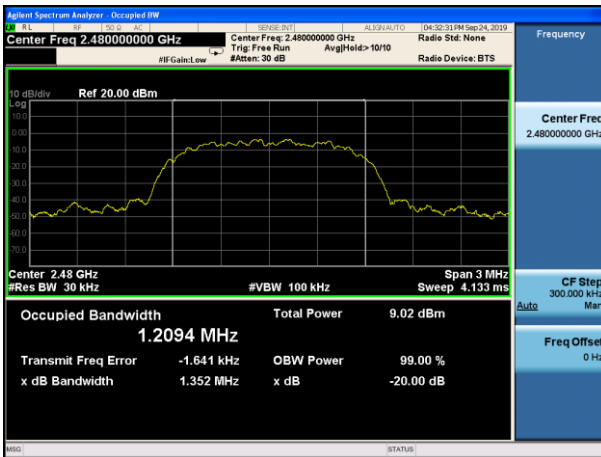 Agilent Spectrum Analyzer - Occupied BW
RL RF 50 Ω AC SENSE:INT ALIGNAUTO 04:32:31 PM Sep 24, 2019
Center Freq 2.480000000 GHz Center Freq: 2.480000000 GHz Radio Std: None
Trig: Free Run Avg|Hold:>10/10
#IFGain:Low #Atten: 30 dB Radio Device: BTS
10 dB/div Ref 20.00 dBm
Log
10.0
0.00
-10.0
-20.0
-30.0
-40.0
-50.0
-60.0
-70.0
Center 2.48 GHz Span 3 MHz
#Res BW 30 kHz #VBW 100 kHz Sweep 4.133 ms
Occupied Bandwidth Total Power 9.02 dBm
1.2094 MHz
Transmit Freq Error -1.641 kHz OBW Power 99.00 %
x dB Bandwidth 1.352 MHz x dB -20.00 dB
MSG STATUS
Frequency
Center Freq
2.480000000 GHz
CF Step
300.000 kHz
Auto Man
Freq Offset
0 Hz